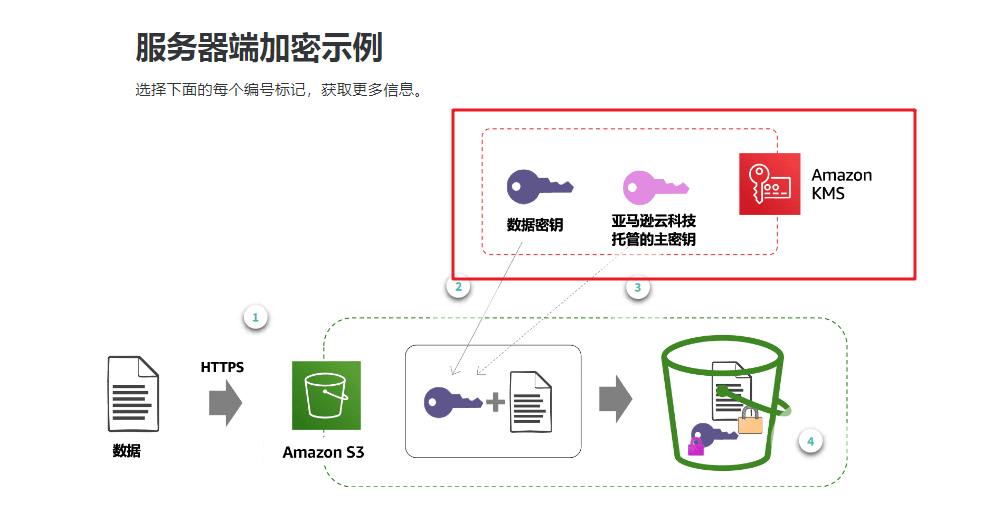 服务器端加密示例
选择下面的每个编号标记，获取更多信息。
数据密钥
亚马逊云科技
托管的主密钥
Amazon
KMS
2
3
1
HTTPS
数据
Amazon S3
4